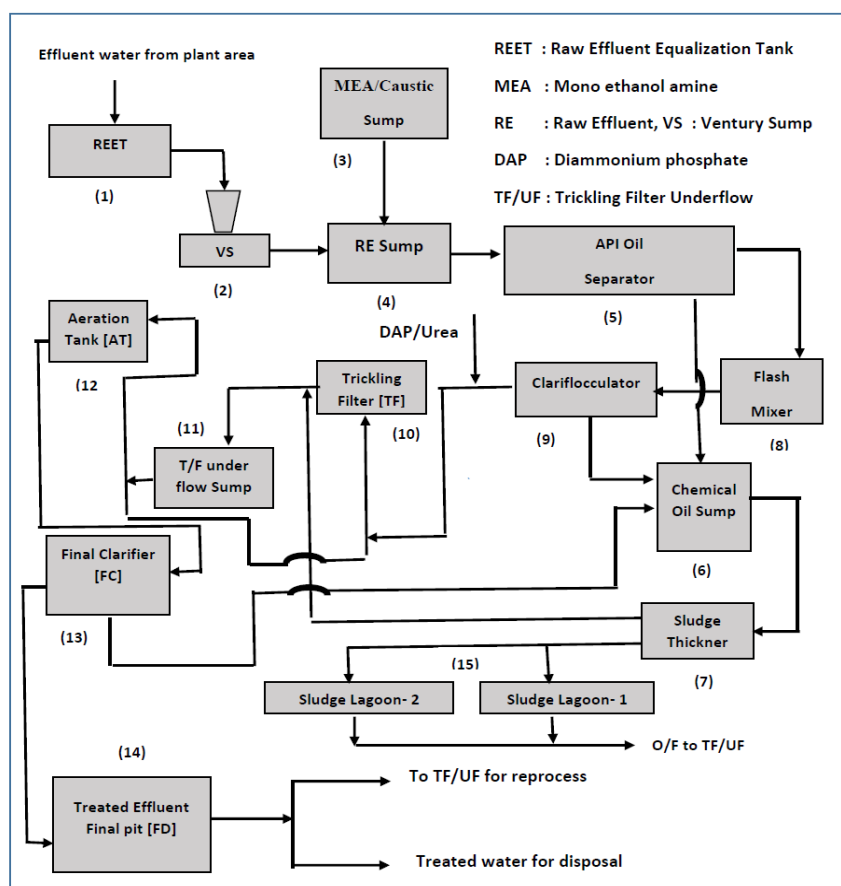 Effluent water from plant area
REET : Raw Effluent Equalization Tank
MEA : Mono ethanol amine
RE : Raw Effluent, VS : Ventury Sump
DAP : Diammonium phosphate
TF/UF : Trickling Filter Underflow
MEA/Caustic
Sump
(3)
REET
(1)
VS
(2)
RE Sump
(4)
API Oil
Separator
(5)
DAP/Urea
Aeration
Tank [AT]
(12)
Trickling
Filter [TF]
(10)
Clariflocculator
(9)
Flash
Mixer
(8)
(11)
T/F under
flow Sump
Chemical
Oil Sump
(6)
Final Clarifier
[FC]
(13)
Sludge
Thickner
(7)
(15)
Sludge Lagoon- 2
Sludge Lagoon- 1
O/F to TF/UF
(14)
Treated Effluent
Final pit [FD]
To TF/UF for reprocess
Treated water for disposal